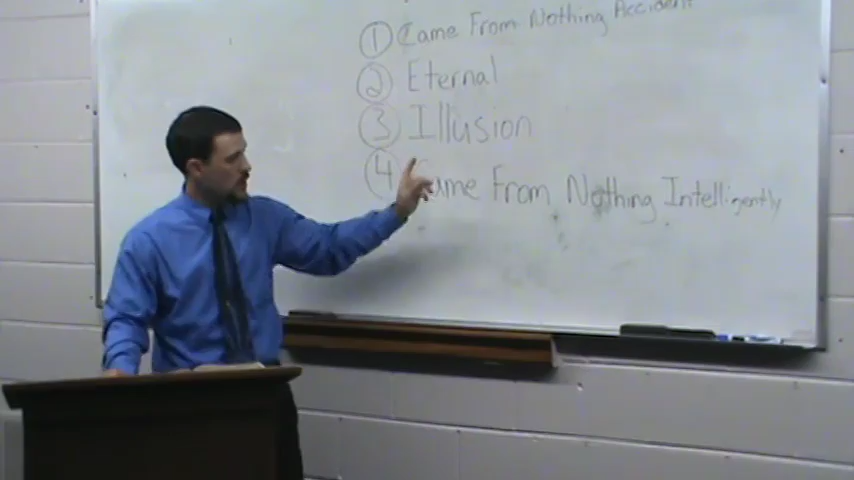 ① Came From Nothing Accident
② Eternal
③ Illusion
④ Came From Nothing Intelligently